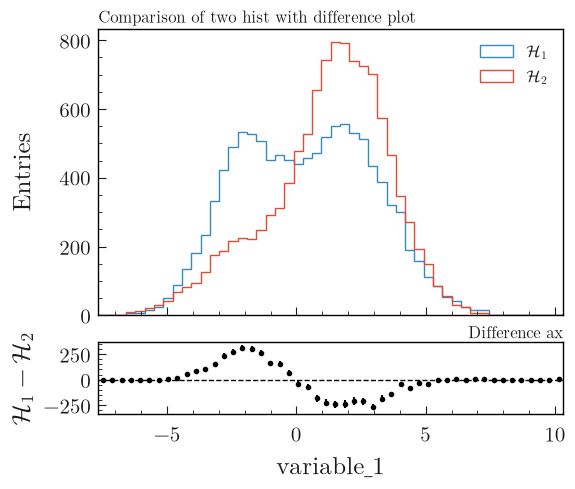 Comparison of two hist with difference plot
800
600
400
200
0
Entries
ℋ₁
ℋ₂
Difference ax
250
0
−250
ℋ₁ − ℋ₂
−5
0
5
10
variable_1